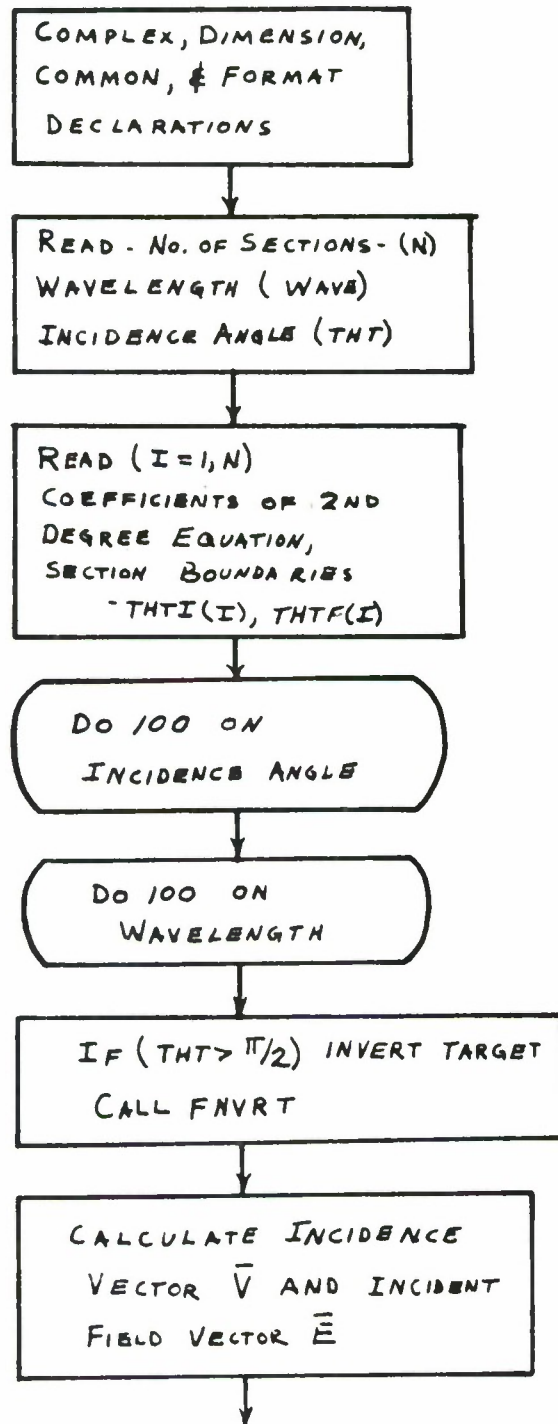 COMPLEX, DIMENSION,
COMMON, & FORMAT
DECLARATIONS
READ - NO. OF SECTIONS - (N)
WAVELENGTH (WAVE)
INCIDENCE ANGLE (THT)
READ (I=1,N)
COEFFICIENTS OF 2ND
DEGREE EQUATION,
SECTION BOUNDARIES
- THTI(I), THTF(I)
DO 100 ON
INCIDENCE ANGLE
DO 100 ON
WAVELENGTH
IF (THT > π/2) INVERT TARGET
CALL FNVRT
CALCULATE INCIDENCE
VECTOR V̄ AND INCIDENT
FIELD VECTOR Ē